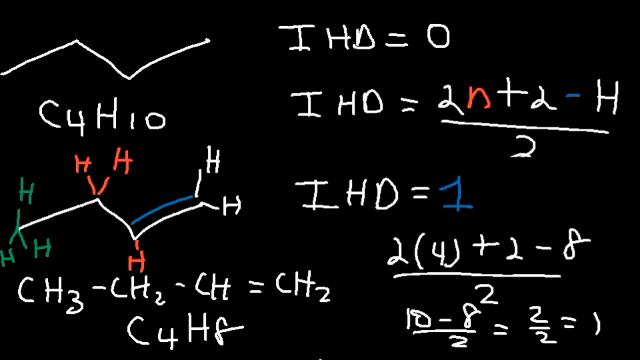 IHD = 0
C4H10
IHD = 2n+2-H
2
H H H
H
H
H H
H
IHD = 1
2(4)+2-8
2
CH3-CH2-CH=CH2
C4H8
10-8 = 2 = 1
2 2